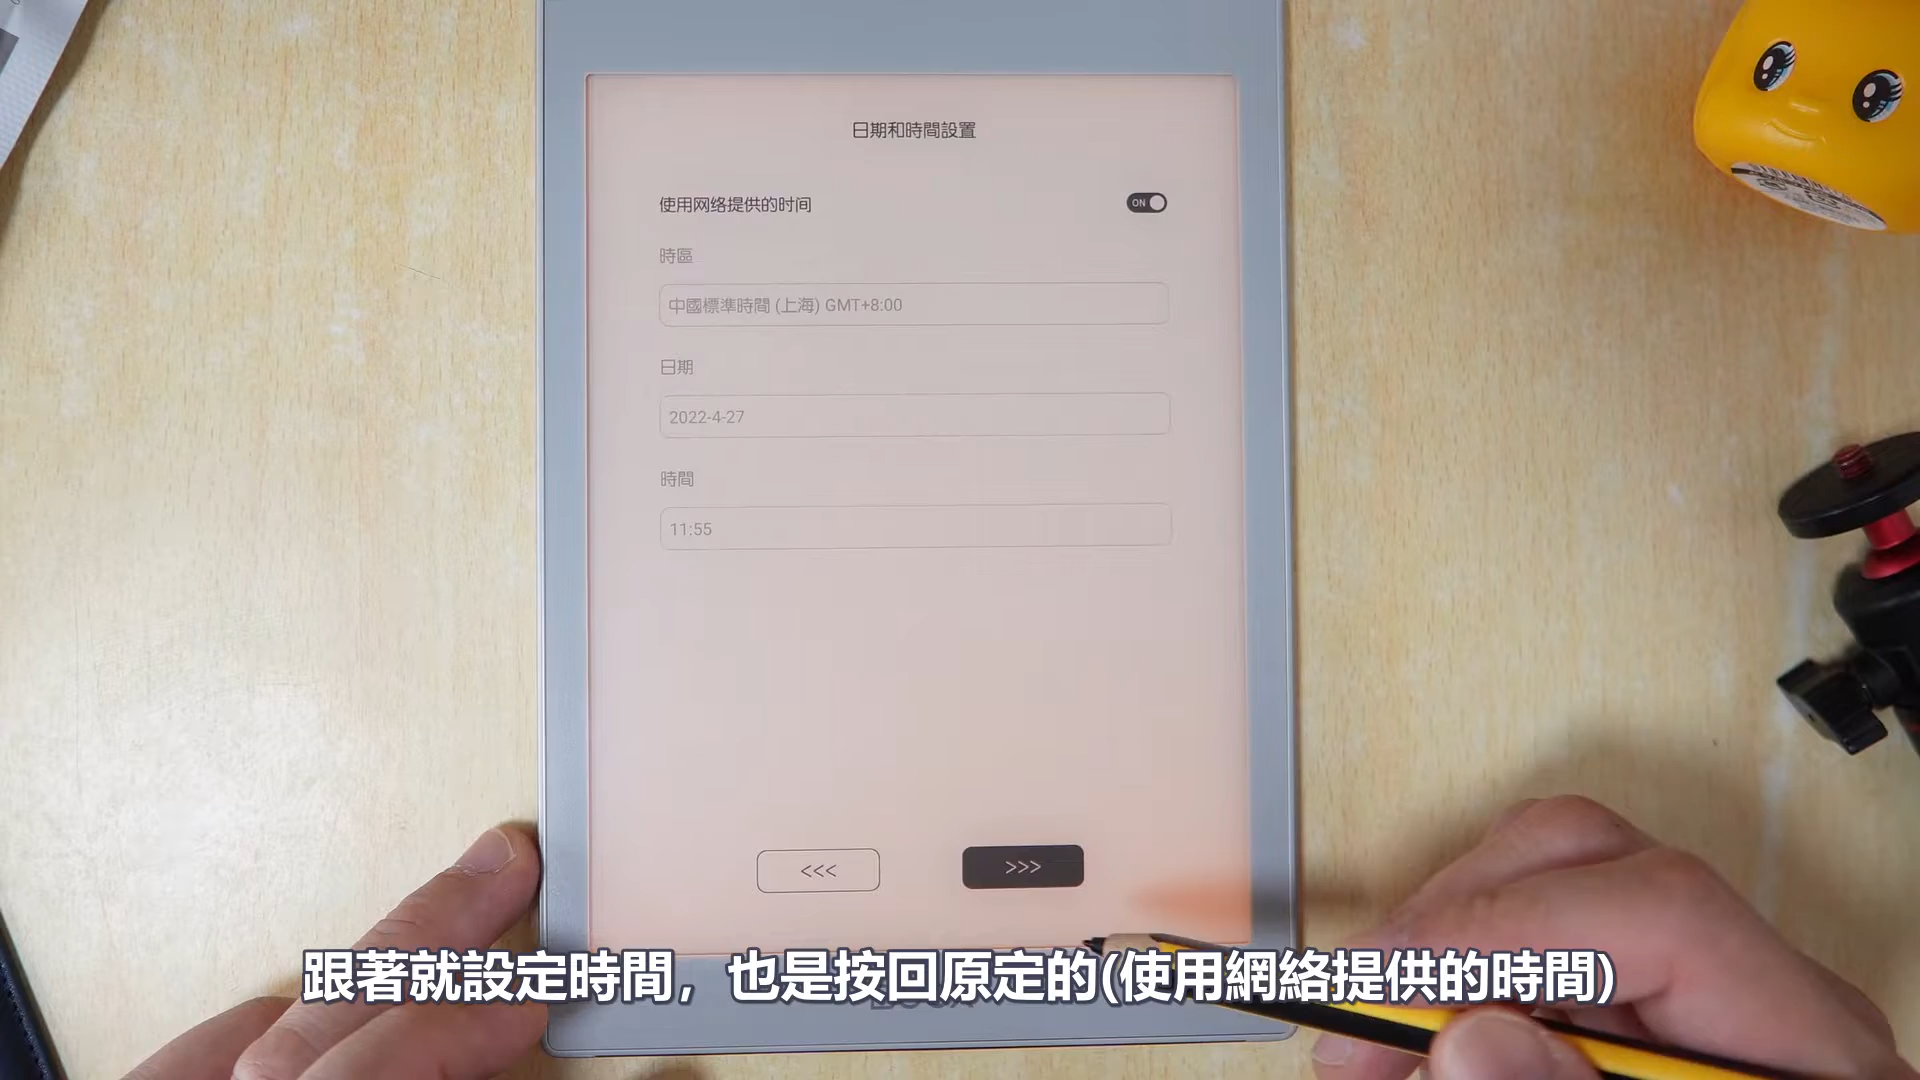 日期和時間設置
使用网络提供的时间
ON
時區
中國標準時間 (上海) GMT+8:00
日期
2022-4-27
時間
11:55
<<<
>>>
跟著就設定時間，也是按回原定的(使用網絡提供的時間)